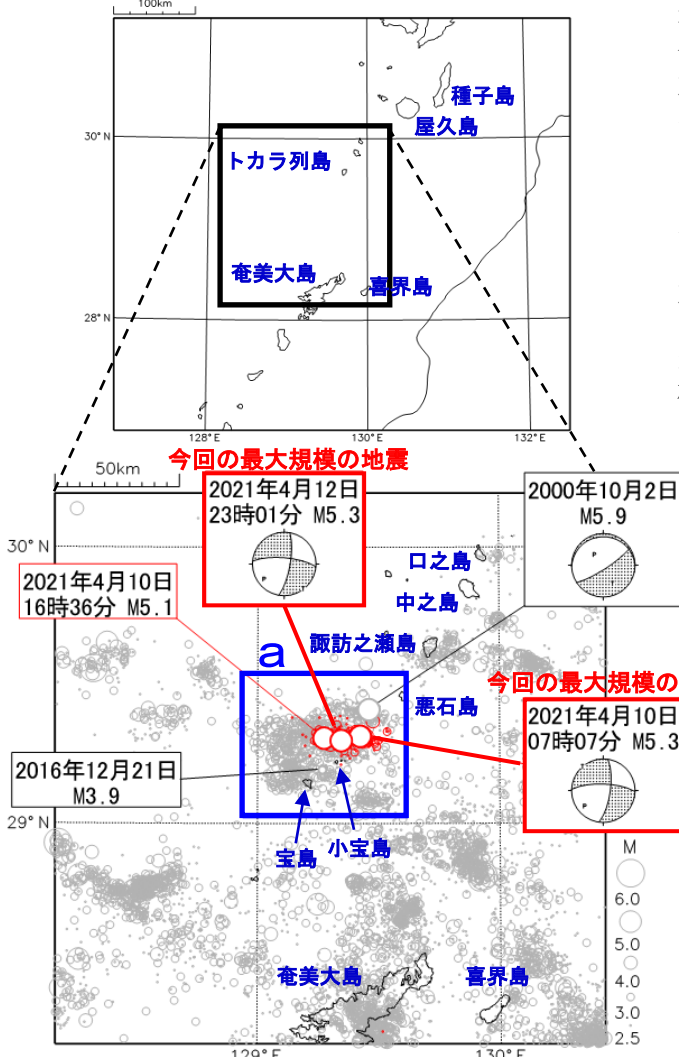 100km
種子島
屋久島
30°N
トカラ列島
奄美大島
喜界島
28°N
128°E
130°E
132°E
50km
今回の最大規模の地震
2021年4月12日
23時01分 M5.3
P
T
2000年10月2日
M5.9
P
T
30°N
口之島
2021年4月10日
16時36分 M5.1
中之島
諏訪之瀬島
a
今回の最大規模の
悪石島
2021年4月10日
07時07分 M5.3
T
P
2016年12月21日
M3.9
29°N
宝島
小宝島
M
6.0
5.0
4.0
3.0
2.5
奄美大島
喜界島
129°E
130°E